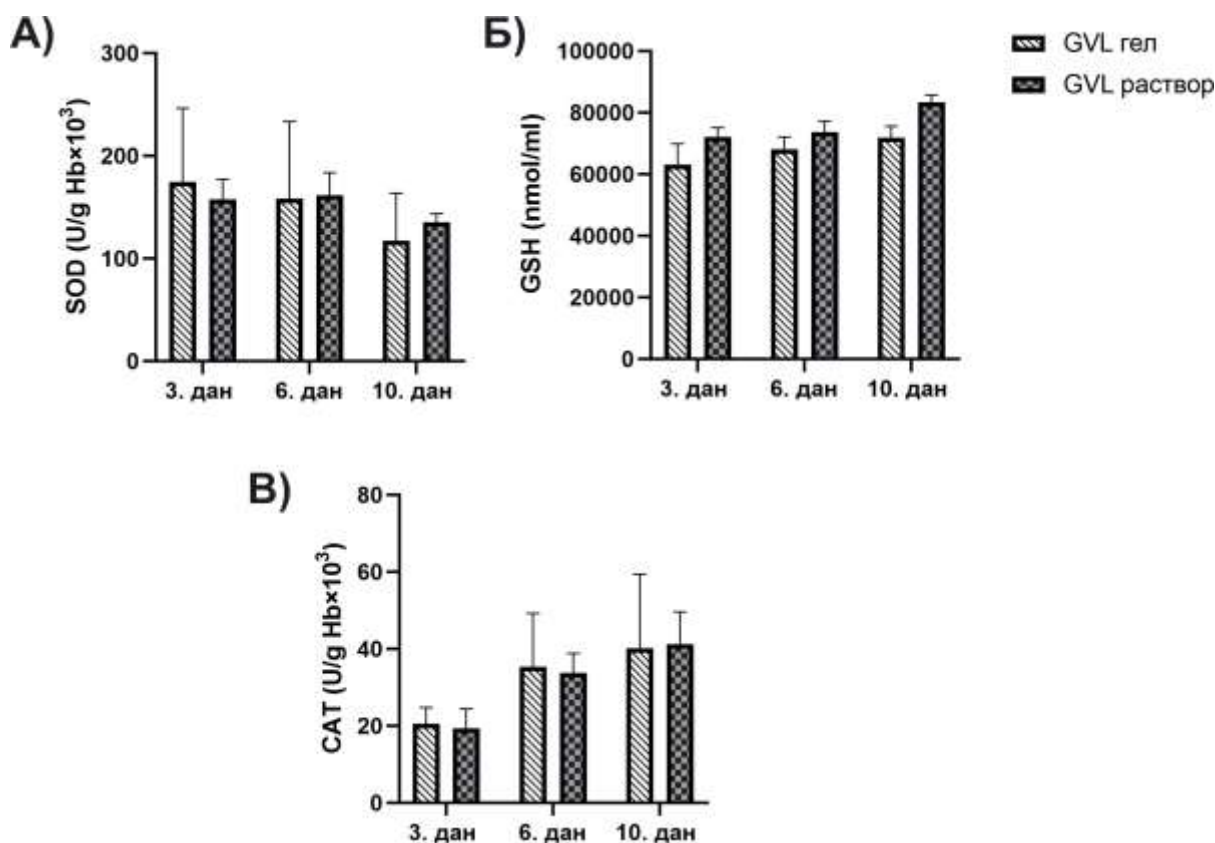 А)
300
200
100
0
SOD (U/g Hb×10³)
3. дан
6. дан
10. дан
Б)
100000
80000
60000
40000
20000
0
GSH (nmol/ml)
3. дан
6. дан
10. дан
GVL гел
GVL раствор
В)
80
60
40
20
0
CAT (U/g Hb×10³)
3. дан
6. дан
10. дан